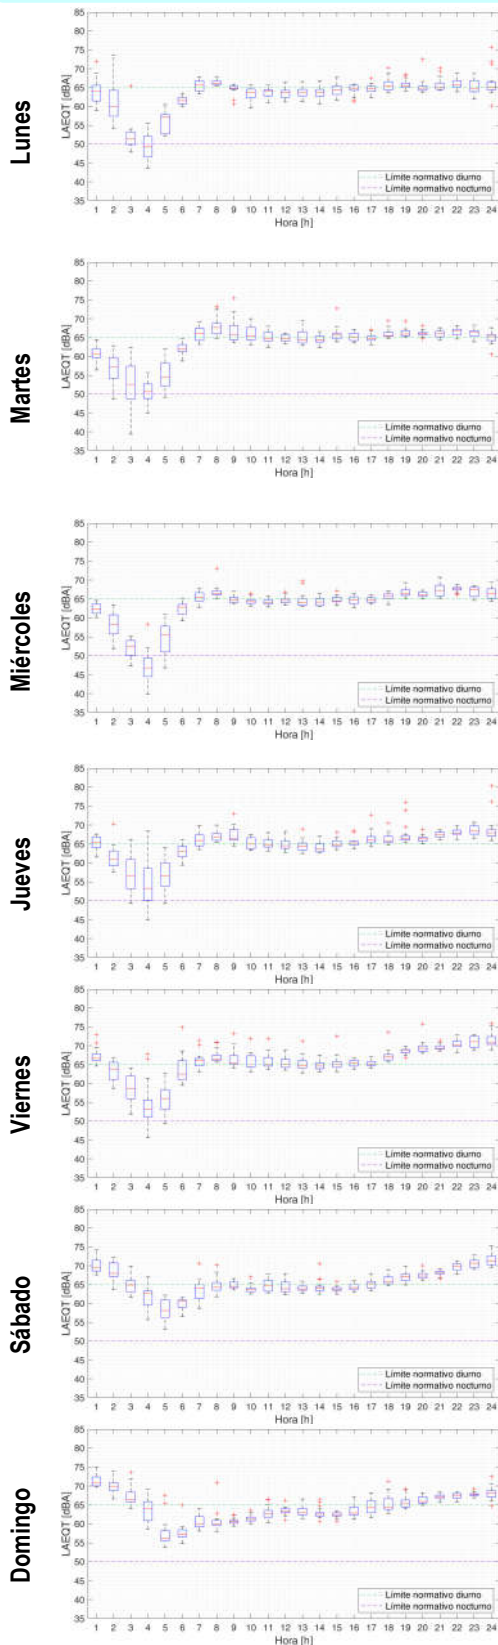 Lunes
LAEQT [dBA]
85
80
75
70
65
60
55
50
45
40
35
1 2 3 4 5 6 7 8 9 10 11 12 13 14 15 16 17 18 19 20 21 22 23 24
Hora [h]
Límite normativo diurno
Límite normativo nocturno
Martes
LAEQT [dBA]
85
80
75
70
65
60
55
50
45
40
35
1 2 3 4 5 6 7 8 9 10 11 12 13 14 15 16 17 18 19 20 21 22 23 24
Hora [h]
Límite normativo diurno
Límite normativo nocturno
Miércoles
LAEQT [dBA]
85
80
75
70
65
60
55
50
45
40
35
1 2 3 4 5 6 7 8 9 10 11 12 13 14 15 16 17 18 19 20 21 22 23 24
Hora [h]
Límite normativo diurno
Límite normativo nocturno
Jueves
LAEQT [dBA]
85
80
75
70
65
60
55
50
45
40
35
1 2 3 4 5 6 7 8 9 10 11 12 13 14 15 16 17 18 19 20 21 22 23 24
Hora [h]
Límite normativo diurno
Límite normativo nocturno
Viernes
LAEQT [dBA]
85
80
75
70
65
60
55
50
45
40
35
1 2 3 4 5 6 7 8 9 10 11 12 13 14 15 16 17 18 19 20 21 22 23 24
Hora [h]
Límite normativo diurno
Límite normativo nocturno
Sábado
LAEQT [dBA]
85
80
75
70
65
60
55
50
45
40
35
1 2 3 4 5 6 7 8 9 10 11 12 13 14 15 16 17 18 19 20 21 22 23 24
Hora [h]
Límite normativo diurno
Límite normativo nocturno
Domingo
LAEQT [dBA]
85
80
75
70
65
60
55
50
45
40
35
1 2 3 4 5 6 7 8 9 10 11 12 13 14 15 16 17 18 19 20 21 22 23 24
Hora [h]
Límite normativo diurno
Límite normativo nocturno